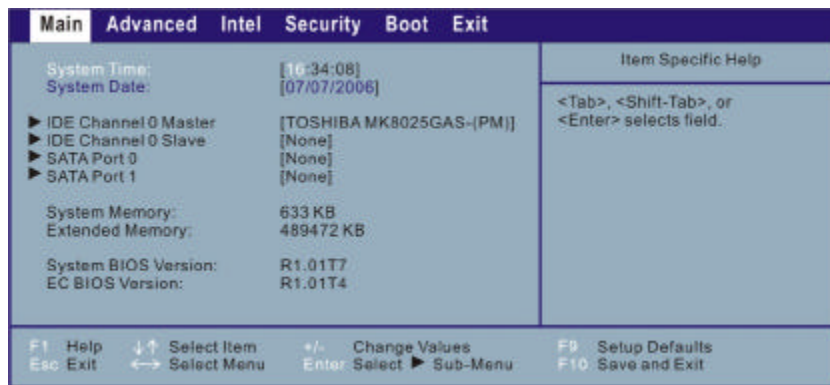 Main Advanced Intel Security Boot Exit
Item Specific Help
System Time: [16:34:08]
System Date: [07/07/2006]
<Tab>, <Shift-Tab>, or
<Enter> selects field.
►IDE Channel 0 Master [TOSHIBA MK8025GAS-(PM)]
►IDE Channel 0 Slave [None]
►SATA Port 0 [None]
►SATA Port 1 [None]
System Memory: 633 KB
Extended Memory: 489472 KB
System BIOS Version: R1.01T7
EC BIOS Version: R1.01T4
F1 Help ↓↑ Select Item +/- Change Values F9 Setup Defaults
Esc Exit ←→ Select Manu Enter Select ► Sub-Menu F10 Save and Exit